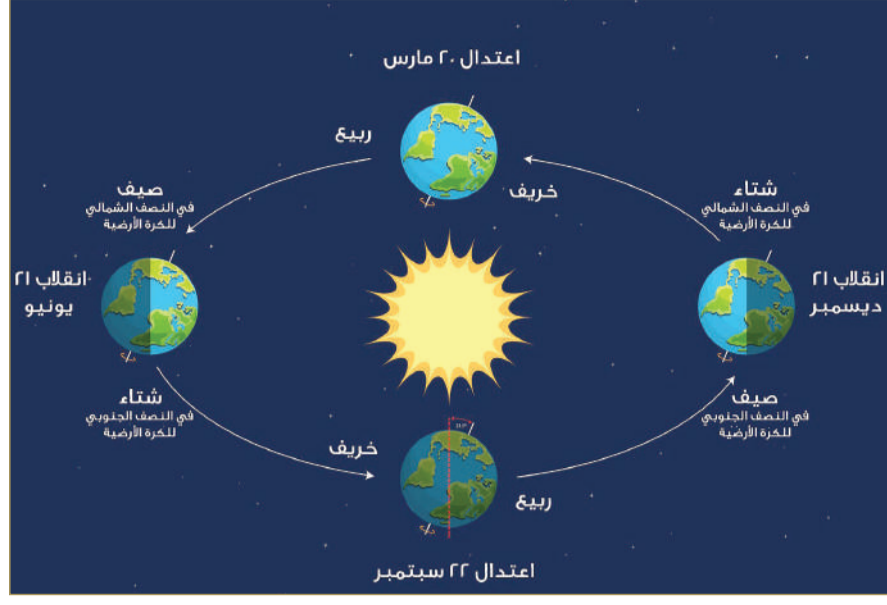 اعتدال ٢٠ مارس
ربيع
خريف
شتاء
في النصف الشمالي
للكرة الأرضية
صيف
في النصف الشمالي
للكرة الأرضية
انقلاب ٢١
ديسمبر
انقلاب ٢١
يونيو
صيف
في النصف الجنوبي
للكرة الأرضية
شتاء
في النصف الجنوبي
للكرة الأرضية
خريف
ربيع
اعتدال ٢٢ سبتمبر